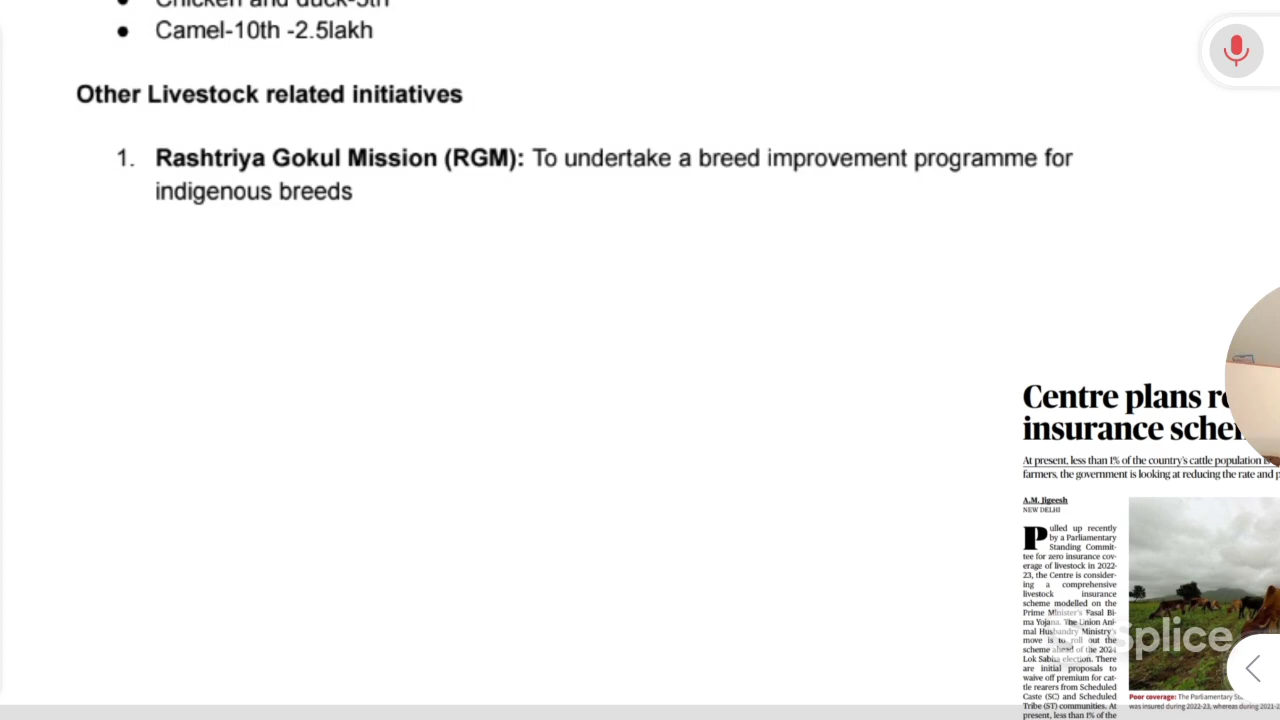 Chicken and duck-5th
Camel-10th -2.5lakh
Other Livestock related initiatives
1. Rashtriya Gokul Mission (RGM): To undertake a breed improvement programme for
indigenous breeds
Centre plans
insurance
At present, less than 1% of the country's cattle population
farmers, the government is looking at reducing the rate and
A.M. Jigeesh
NEW DELHI
Pulled up recently
by a Parliamentary
Standing Commit-
tee for zero insurance cov-
erage of livestock in 2022-
23, the Centre is consider-
ing a comprehensive
livestock insurance
scheme modelled on the
Prime Minister's Fasal Bi-
ma Yojana. The Union Ani-
mal Husbandry Ministry's
move is to roll out the
scheme ahead of the 2024
Lok Sabha election. There
are initial proposals to
waive off premium for cat-
tle rearers from Scheduled
Caste (SC) and Scheduled
Tribe (ST) communities. At
present, less than 1% of the
Poor coverage: The Parliamentary
was insured during 2022-23, whereas during 2021-2
splice